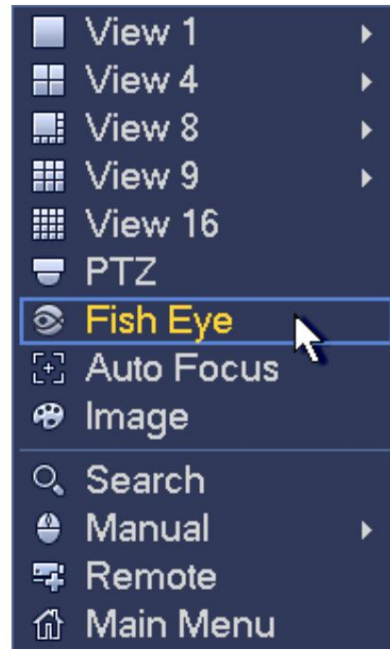 View 1
View 4
View 8
View 9
View 16
PTZ
Fish Eye
Auto Focus
Image
Search
Manual
Remote
Main Menu